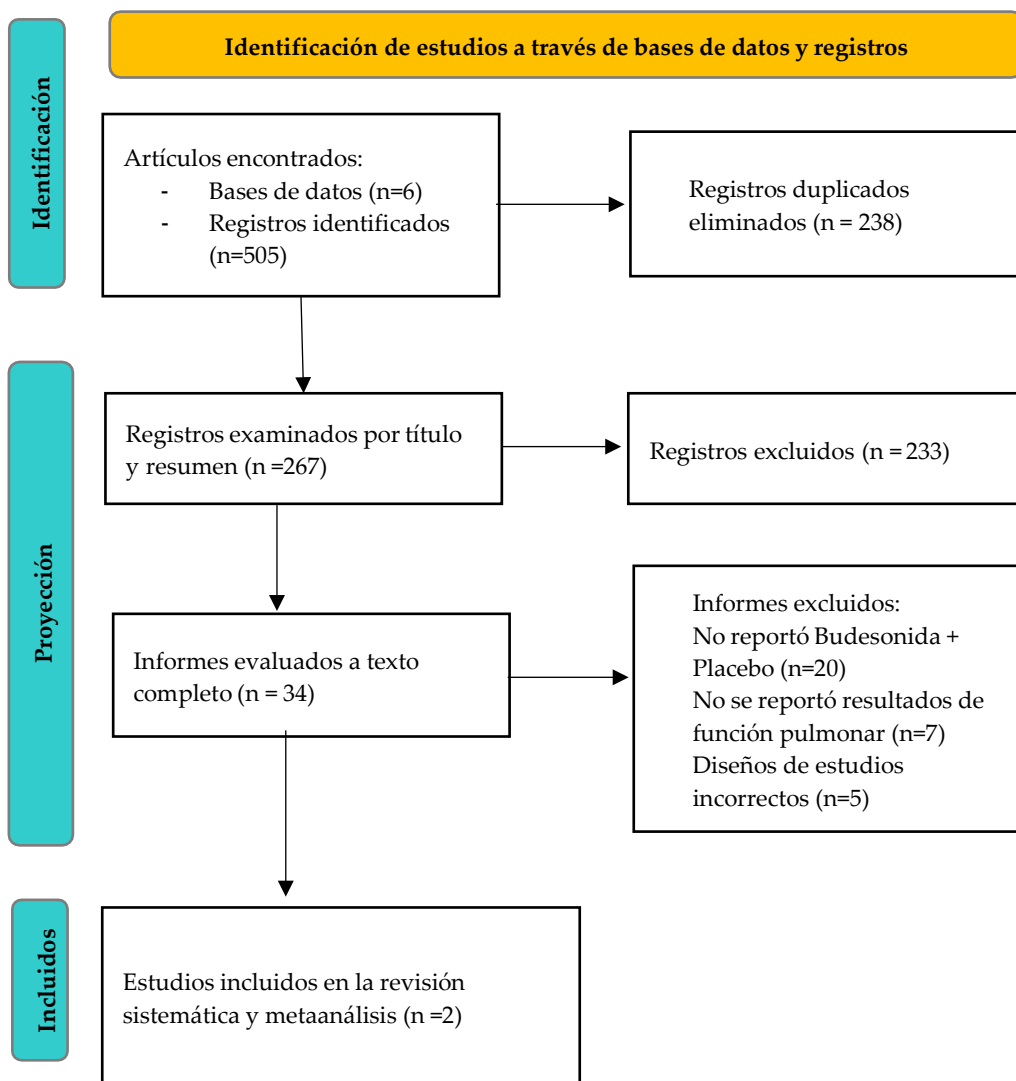 Identificación de estudios a través de bases de datos y registros
Identificación
Artículos encontrados:
- Bases de datos (n=6)
- Registros identificados
(n=505)
Registros duplicados
eliminados (n = 238)
Proyección
Registros examinados por título
y resumen (n =267)
Registros excluidos (n = 233)
Informes evaluados a texto
completo (n = 34)
Informes excluidos:
No reportó Budesonida +
Placebo (n=20)
No se reportó resultados de
función pulmonar (n=7)
Diseños de estudios
incorrectos (n=5)
Incluidos
Estudios incluidos en la revisión
sistemática y metaanálisis (n =2)